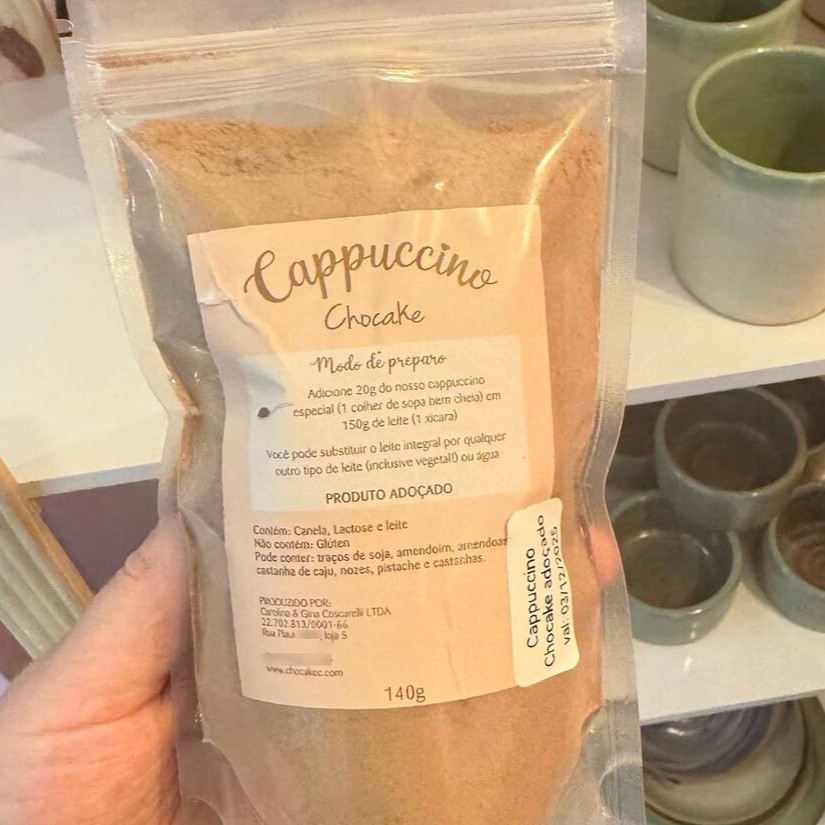 Cappuccino
Chocake
Modo de preparo
Adicione 20g do nosso cappuccino
especial (1 colher de sopa bem cheia) em
150g de leite (1 xícara)
Você pode substituir o leite integral por qualquer
outro tipo de leite (inclusive vegetal!) ou água
PRODUTO ADOÇADO
Contém: Canela, Lactose e leite
Não contém: Glúten
Pode conter: traços de soja, amendoim, amendoas
castanha de caju, nozes, pistache e castanhas.
PRODUZIDO POR:
Carolina & Gina Coscarelli LTDA
22.702.813/0001-66
Rua Piauí , loja 5
www.chocakec.com
140g
Cappuccino
Chocake adoçado
val: 03/12/2025